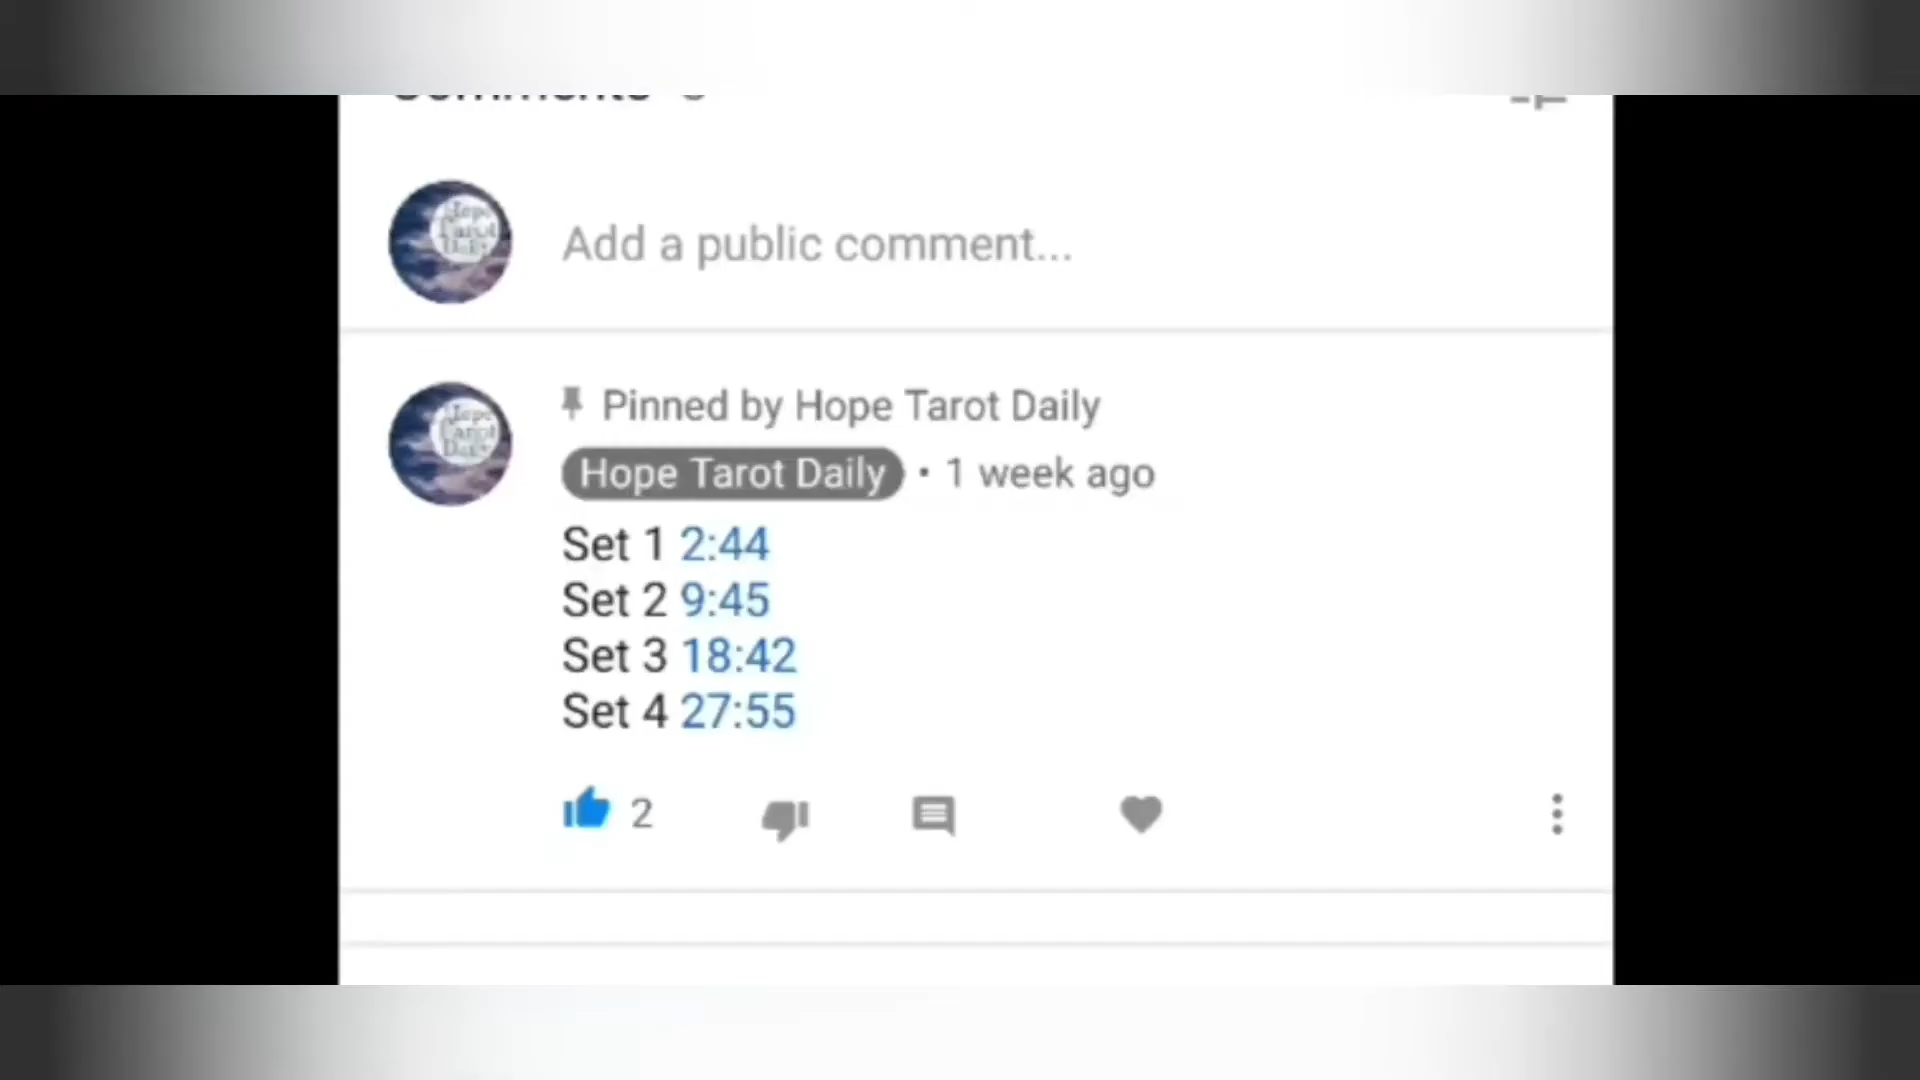 Add a public comment...
Pinned by Hope Tarot Daily
Hope Tarot Daily • 1 week ago
Set 1 2:44
Set 2 9:45
Set 3 18:42
Set 4 27:55
2